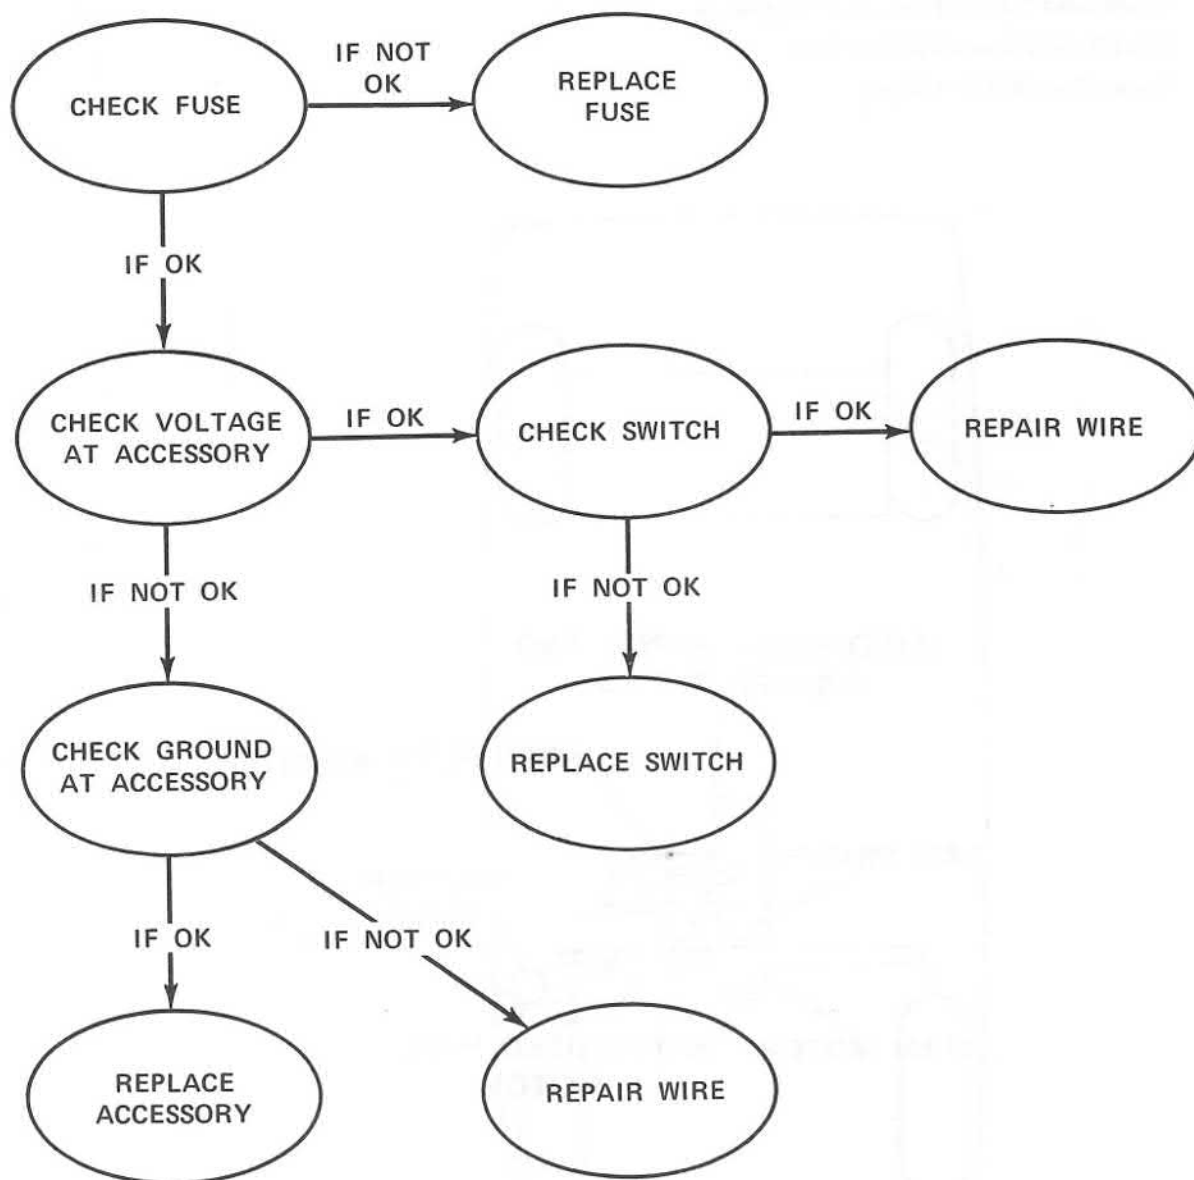 IF NOT
OK
CHECK FUSE
REPLACE
FUSE
IF OK
CHECK VOLTAGE
AT ACCESSORY
IF OK
CHECK SWITCH
IF OK
REPAIR WIRE
IF NOT OK
IF NOT OK
CHECK GROUND
AT ACCESSORY
REPLACE SWITCH
IF OK
IF NOT OK
REPLACE
ACCESSORY
REPAIR WIRE